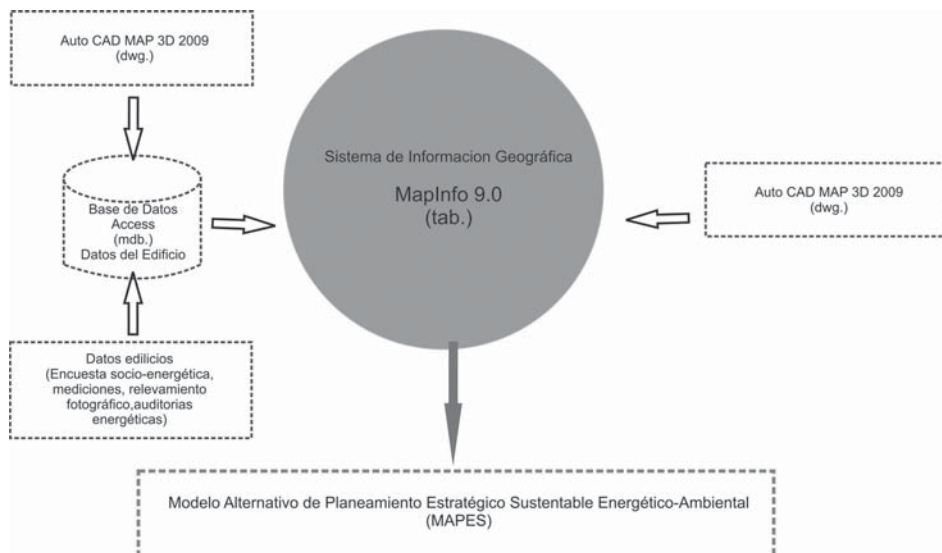 Auto CAD MAP 3D 2009
(dwg.)
Base de Datos
Access
(mdb.)
Datos del Edificio
Datos edilicios
(Encuesta socio-energética,
mediciones, relevamiento
fotográfico,auditorias
energéticas)
Sistema de Informacion Geográfica
MapInfo 9.0
(tab.)
Auto CAD MAP 3D 2009
(dwg.)
Modelo Alternativo de Planeamiento Estratégico Sustentable Energético-Ambiental
(MAPES)